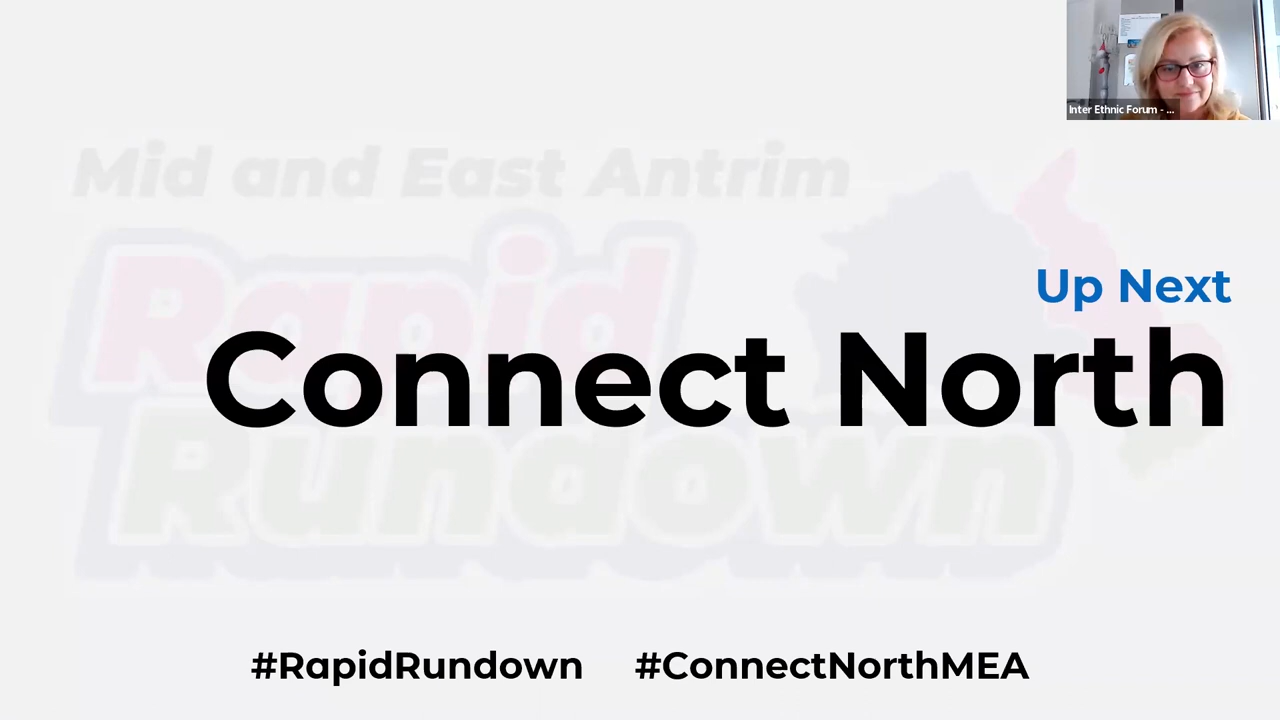 Inter Ethnic Forum - ...
Mid and East Antrim
Rapid
Rundown
Up Next
Connect North
#RapidRundown #ConnectNorthMEA